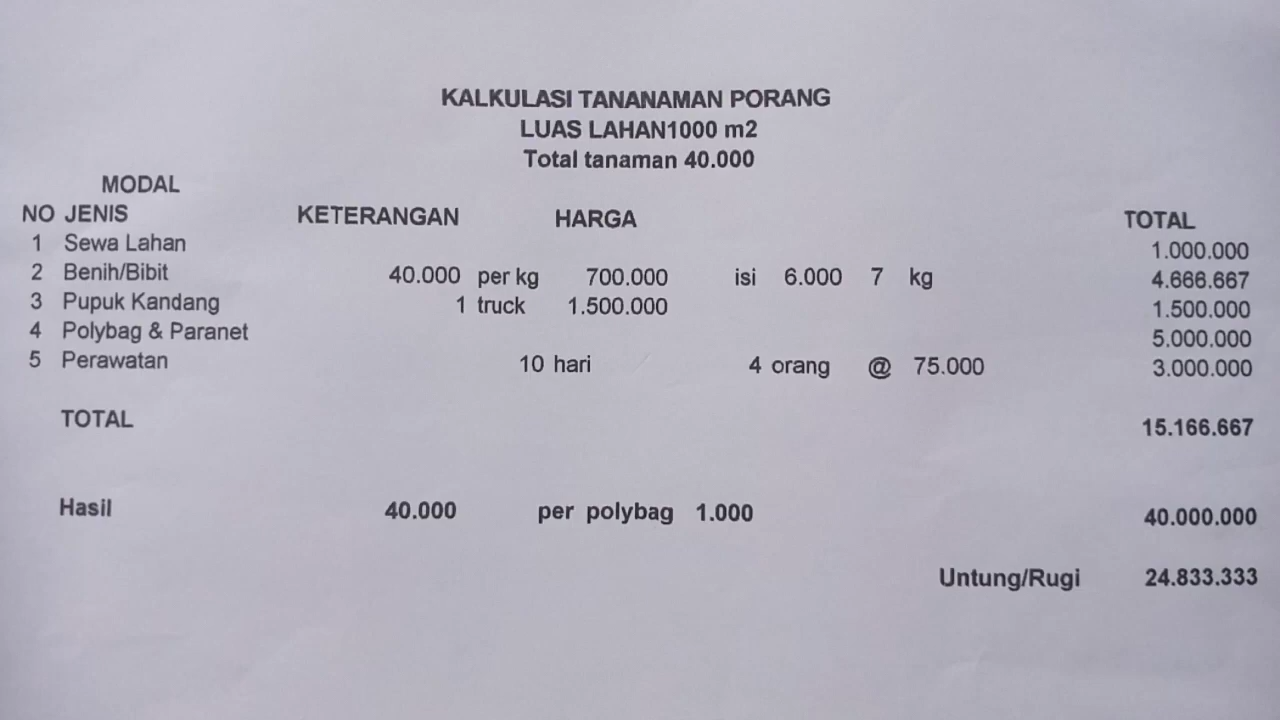 KALKULASI TANANAMAN PORANG
LUAS LAHAN1000 m2
Total tanaman 40.000
MODAL
NO JENIS KETERANGAN HARGA TOTAL
1 Sewa Lahan 1.000.000
2 Benih/Bibit 40.000 per kg 700.000 isi 6.000 7 kg 4.666.667
3 Pupuk Kandang 1 truck 1.500.000 1.500.000
4 Polybag & Paranet 5.000.000
5 Perawatan 10 hari 4 orang @ 75.000 3.000.000
TOTAL 15.166.667
Hasil 40.000 per polybag 1.000 40.000.000
Untung/Rugi 24.833.333